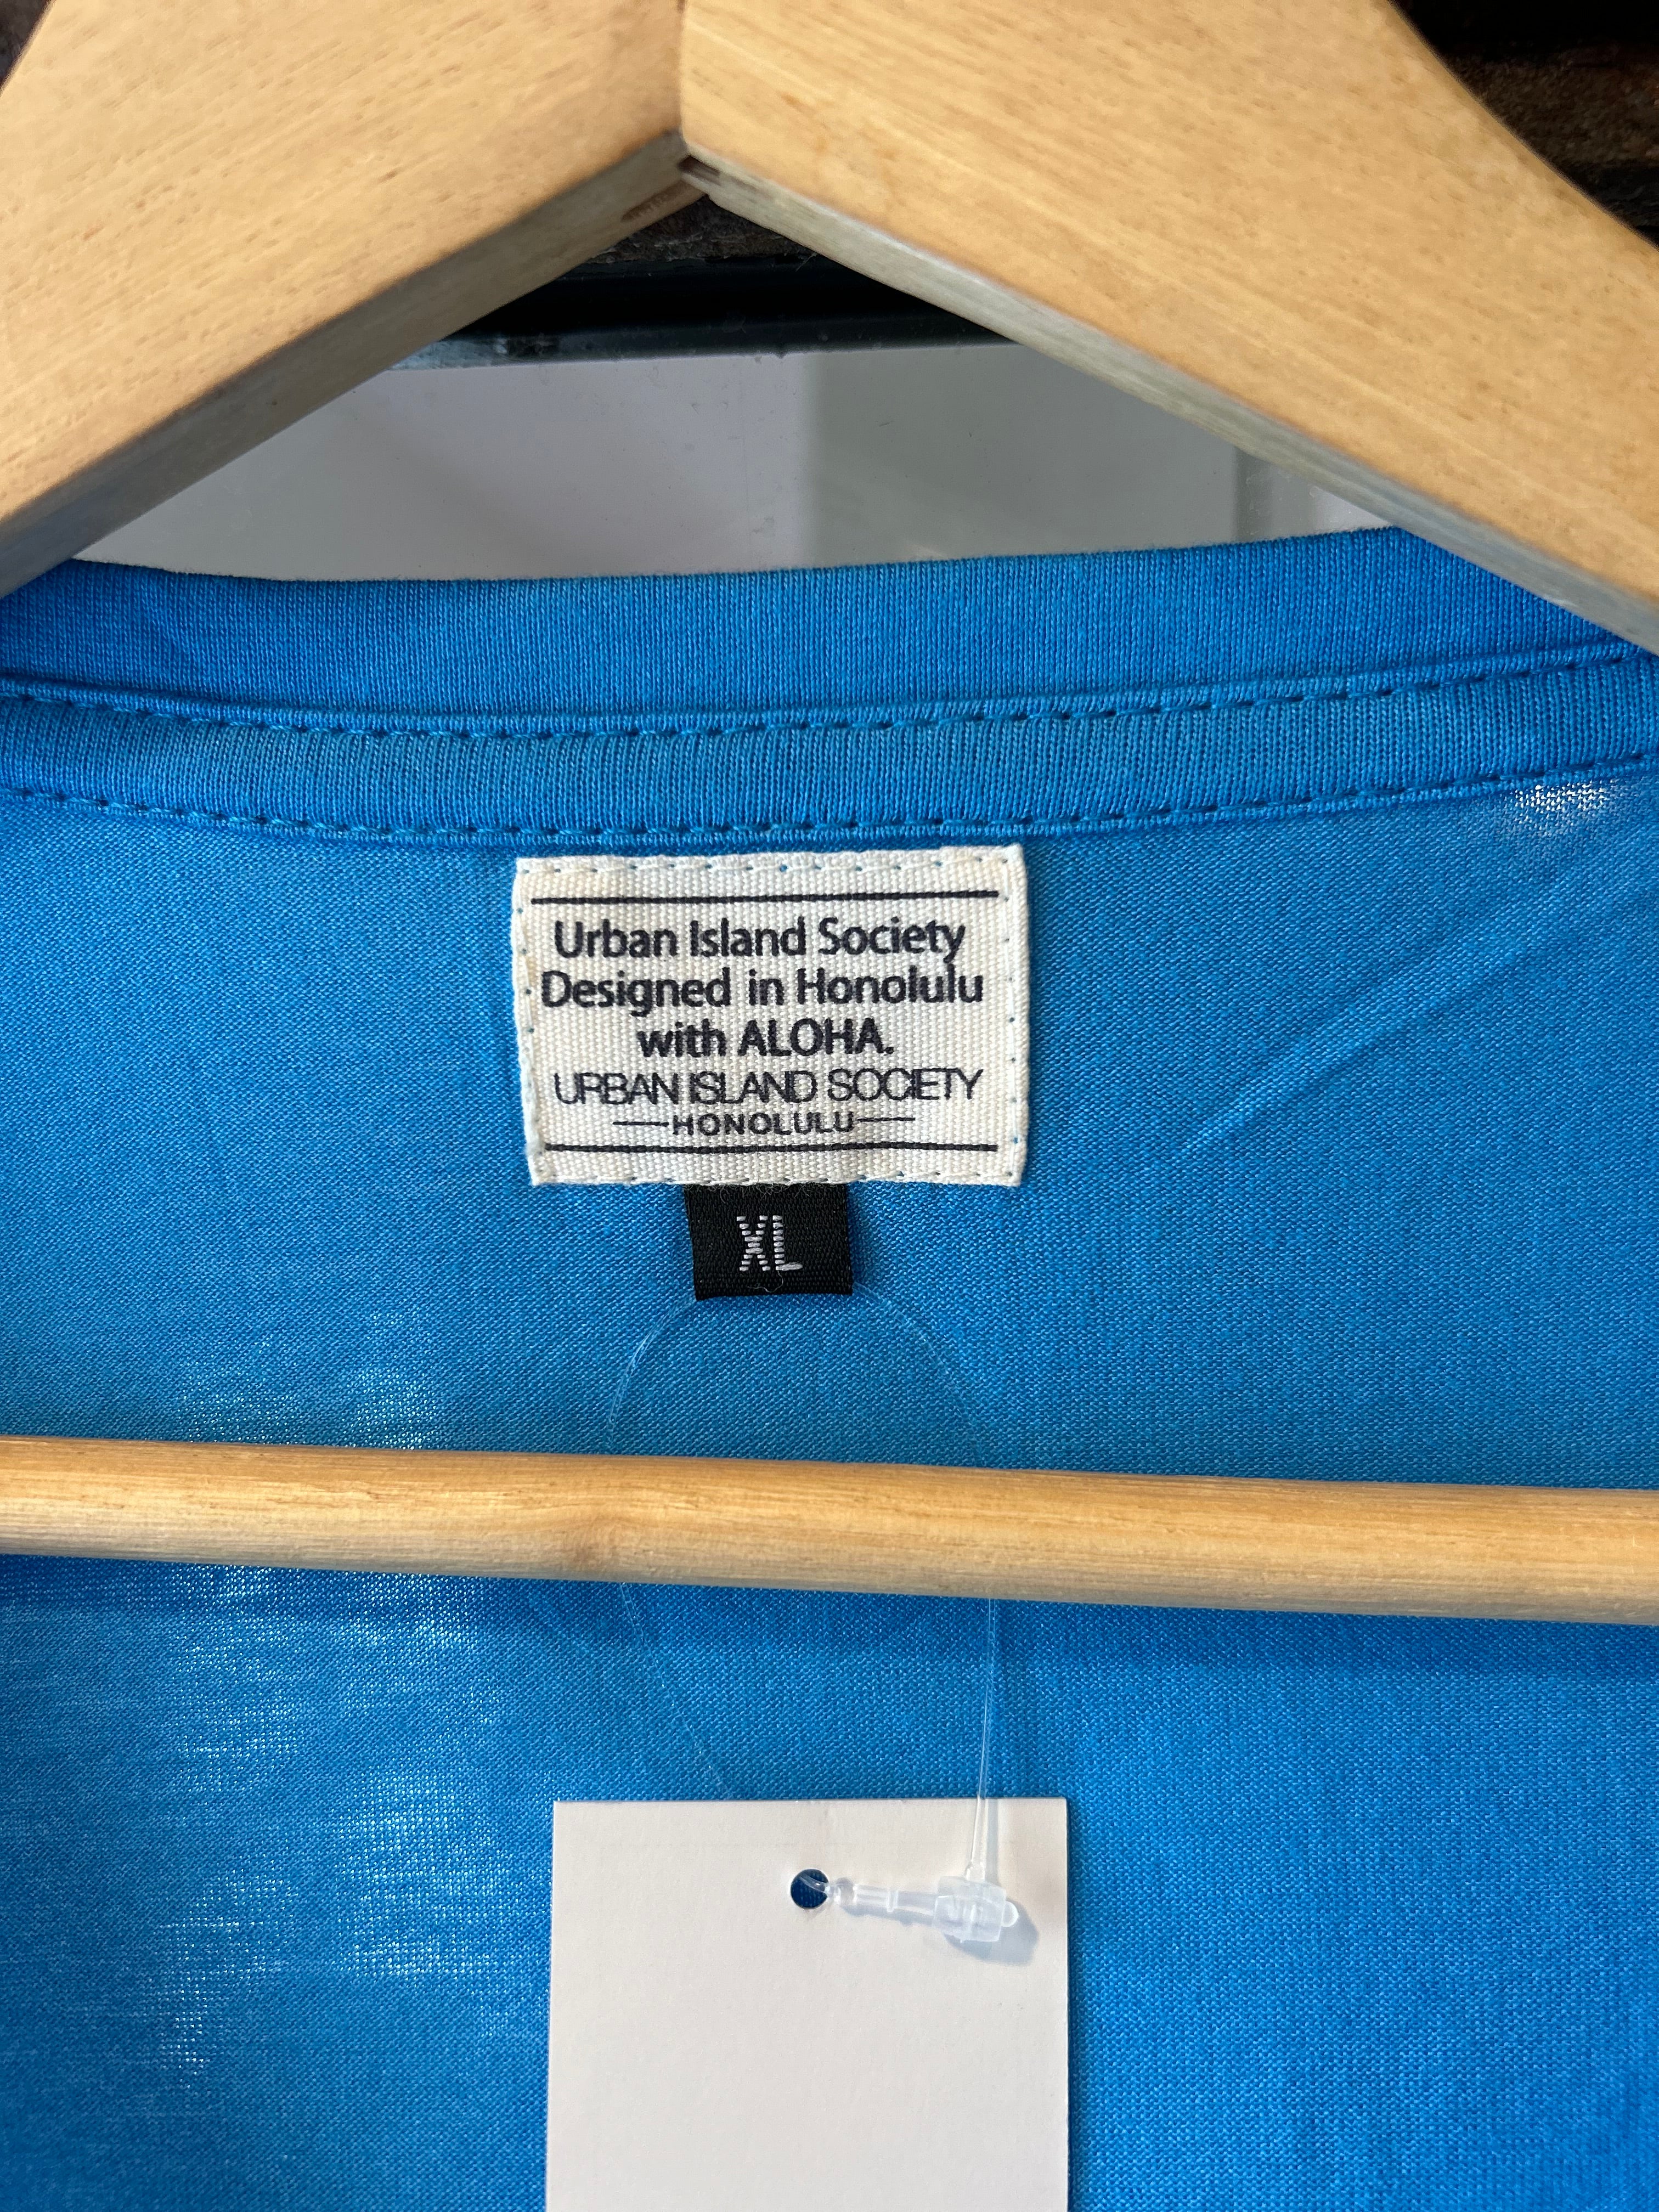 Urban Island Society
Designed in Honolulu
with ALOHA.
URBAN ISLAND SOCIETY
HONOLULU
XL